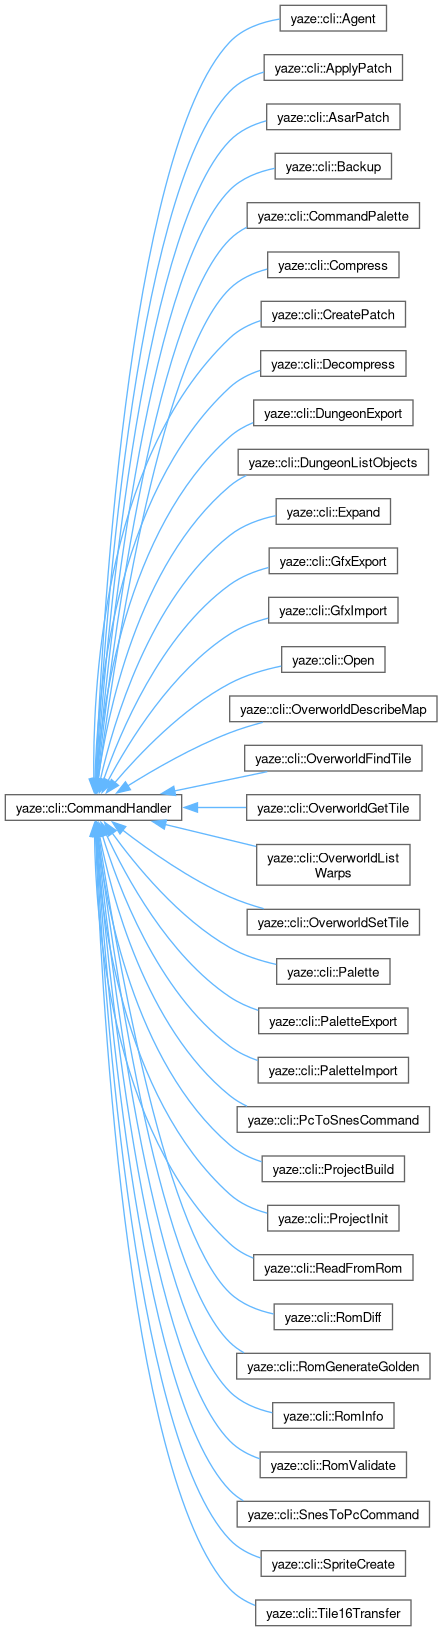 yaze::cli::Agent
yaze::cli::ApplyPatch
yaze::cli::AsarPatch
yaze::cli::Backup
yaze::cli::CommandPalette
yaze::cli::Compress
yaze::cli::CreatePatch
yaze::cli::Decompress
yaze::cli::DungeonExport
yaze::cli::DungeonListObjects
yaze::cli::Expand
yaze::cli::GfxExport
yaze::cli::GfxImport
yaze::cli::Open
yaze::cli::OverworldDescribeMap
yaze::cli::OverworldFindTile
yaze::cli::CommandHandler
yaze::cli::OverworldGetTile
yaze::cli::OverworldList
Warps
yaze::cli::OverworldSetTile
yaze::cli::Palette
yaze::cli::PaletteExport
yaze::cli::PaletteImport
yaze::cli::PcToSnesCommand
yaze::cli::ProjectBuild
yaze::cli::ProjectInit
yaze::cli::ReadFromRom
yaze::cli::RomDiff
yaze::cli::RomGenerateGolden
yaze::cli::RomInfo
yaze::cli::RomValidate
yaze::cli::SnesToPcCommand
yaze::cli::SpriteCreate
yaze::cli::Tile16Transfer